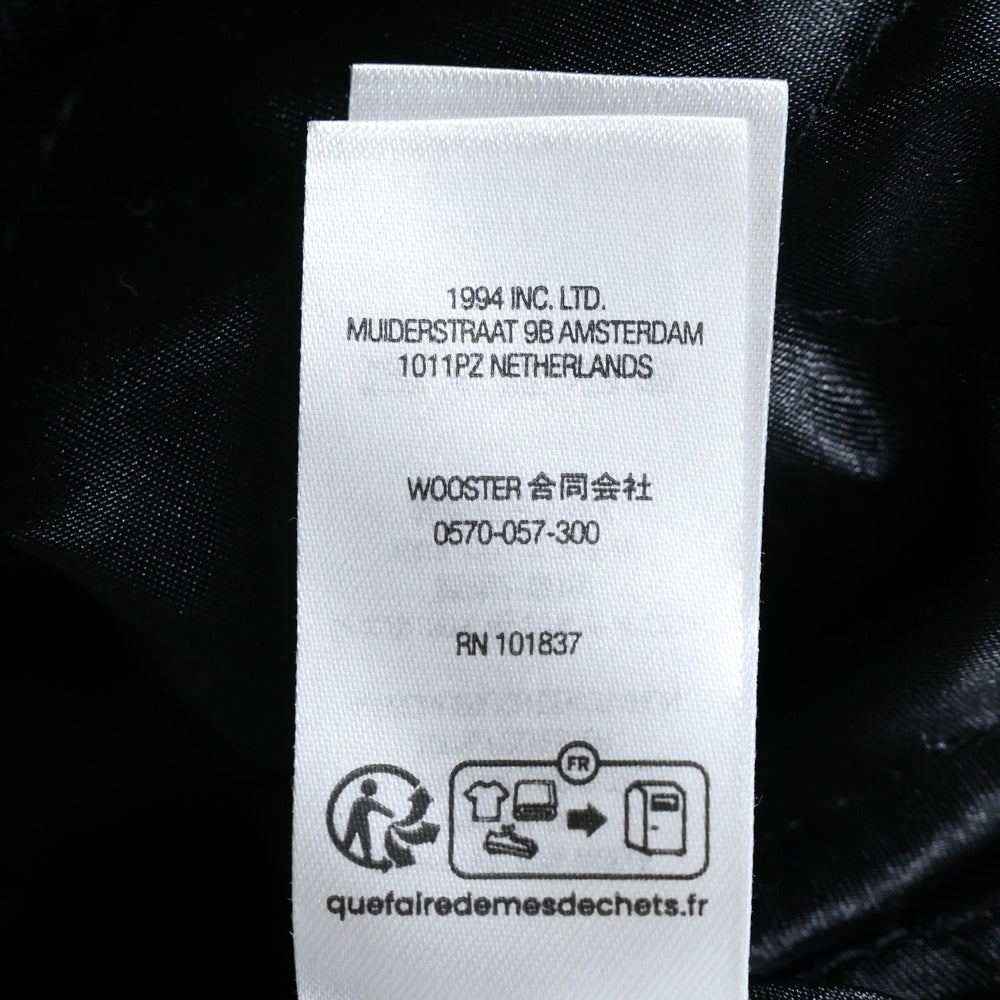 1994 INC. LTD.
MUIDERSTRAAT 9B AMSTERDAM
1011PZ NETHERLANDS
WOOSTER 合同会社
0570-057-300
RN 101837
FR
quefairedemesdechets.fr